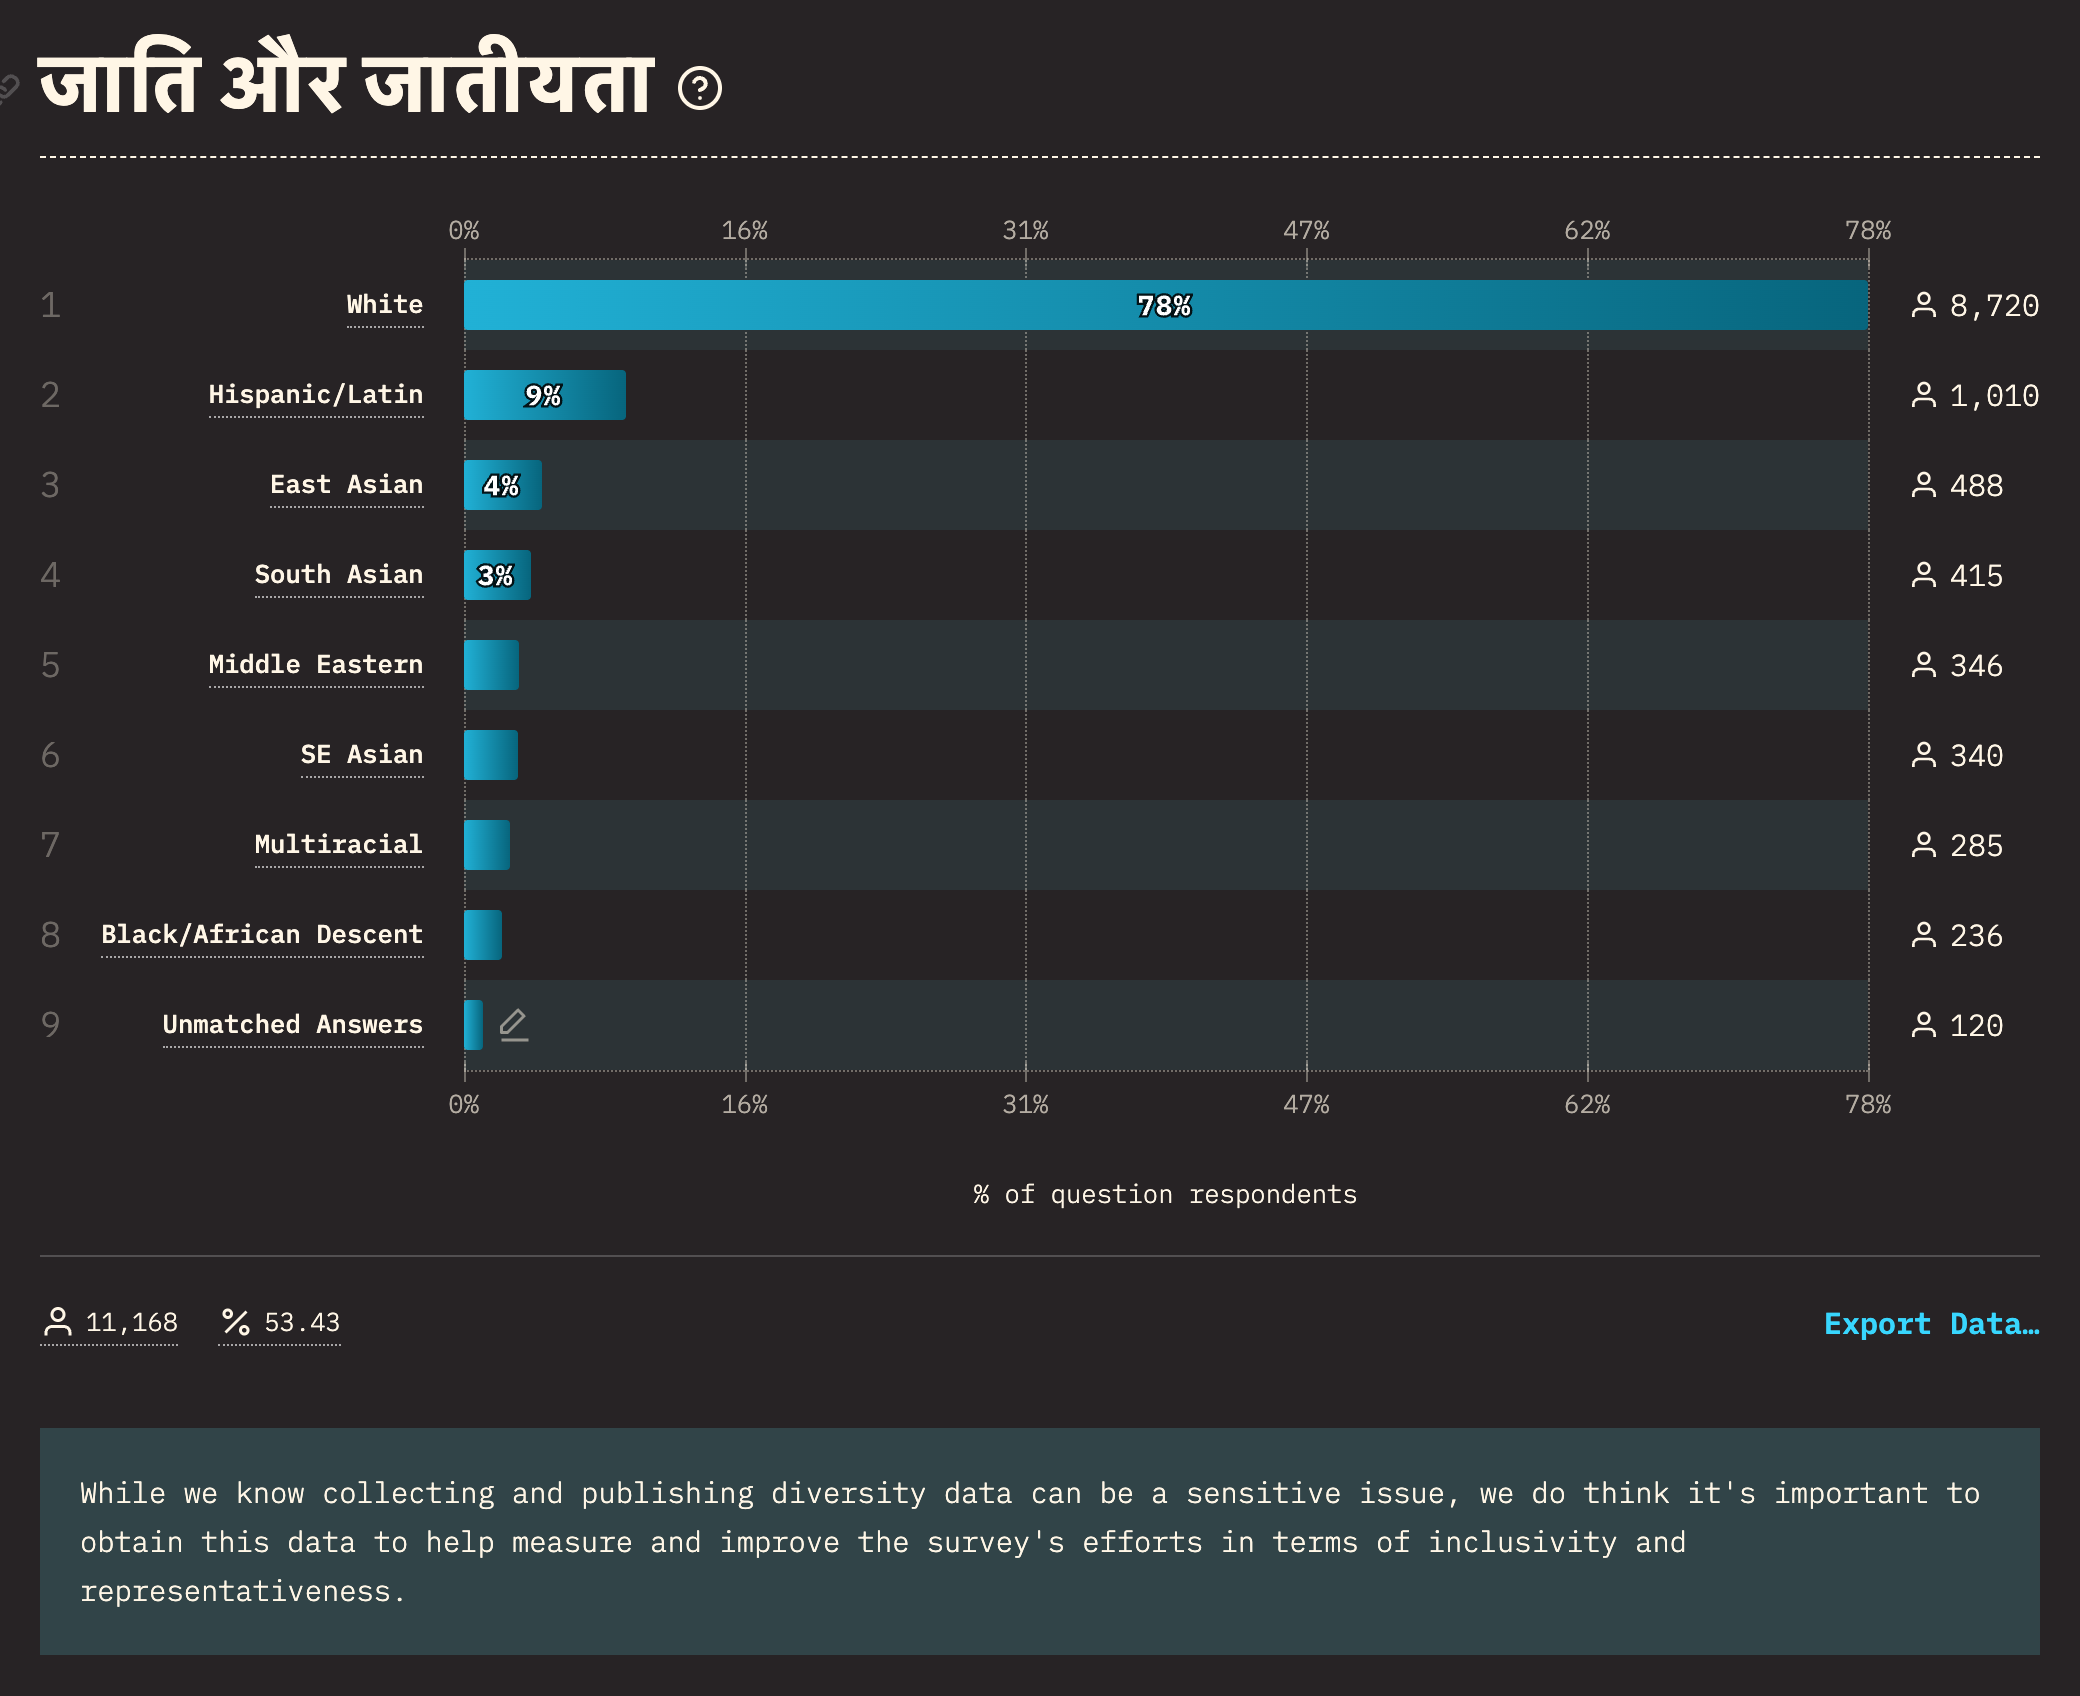 जाति और जातीयता
0% 16% 31% 47% 62% 78%
1 White 78% 8,720
2 Hispanic/Latin 9% 1,010
3 East Asian 4% 488
4 South Asian 3% 415
5 Middle Eastern 346
6 SE Asian 340
7 Multiracial 285
8 Black/African Descent 236
9 Unmatched Answers 120
0% 16% 31% 47% 62% 78%
% of question respondents
11,168 % 53.43 Export Data…
While we know collecting and publishing diversity data can be a sensitive issue, we do think it's important to
obtain this data to help measure and improve the survey's efforts in terms of inclusivity and
representativeness.